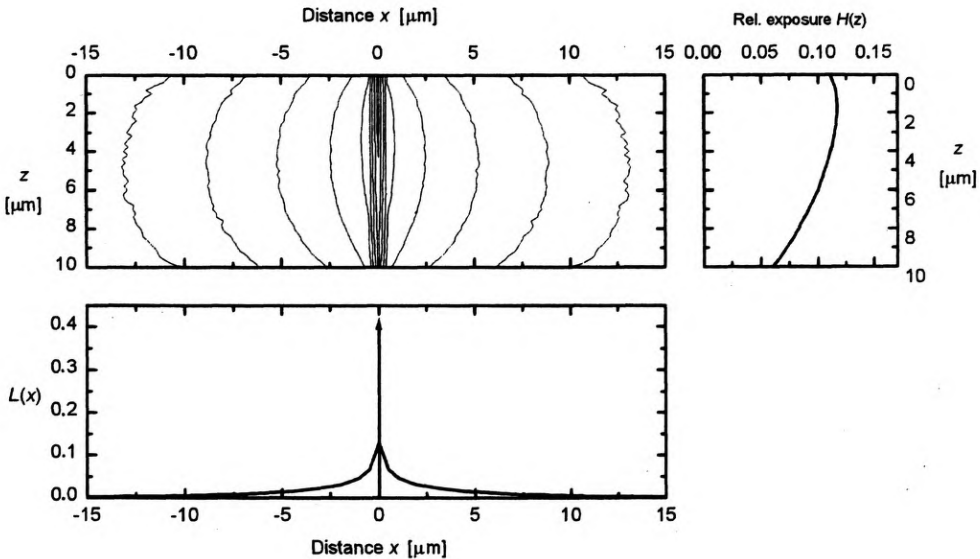 Distance x [µm]
-15 -10 -5 0 5 10 15
0
2
4
6
8
10
z
[µm]
Rel. exposure H(z)
0.00 0.05 0.10 0.15
0
2
4
6
8
10
z
[µm]
0.4
0.3
0.2
0.1
0.0
L(x)
-15 -10 -5 0 5 10 15
Distance x [µm]